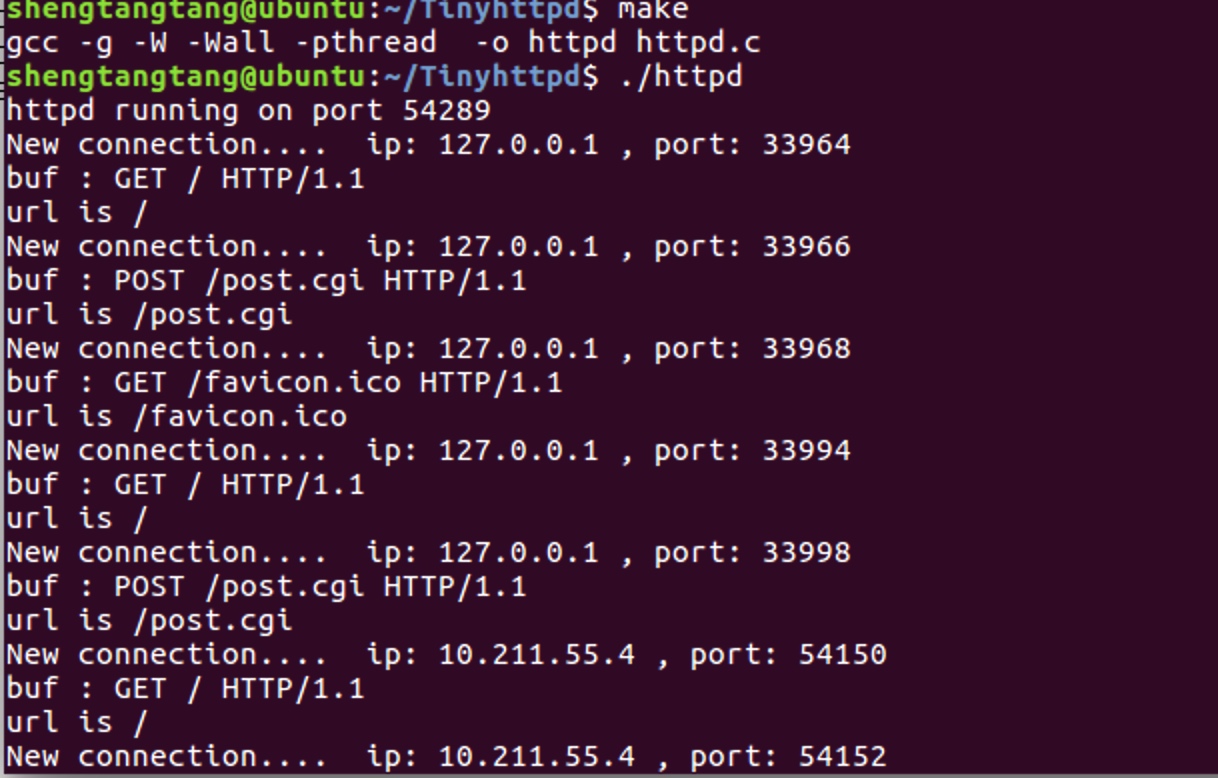 shengtangtang@ubuntu:~/Tinyhttpd$ make
gcc -g -W -Wall -pthread  -o httpd httpd.c
shengtangtang@ubuntu:~/Tinyhttpd$ ./httpd
httpd running on port 54289
New connection....  ip: 127.0.0.1 , port: 33964
buf : GET / HTTP/1.1
url is /
New connection....  ip: 127.0.0.1 , port: 33966
buf : POST /post.cgi HTTP/1.1
url is /post.cgi
New connection....  ip: 127.0.0.1 , port: 33968
buf : GET /favicon.ico HTTP/1.1
url is /favicon.ico
New connection....  ip: 127.0.0.1 , port: 33994
buf : GET / HTTP/1.1
url is /
New connection....  ip: 127.0.0.1 , port: 33998
buf : POST /post.cgi HTTP/1.1
url is /post.cgi
New connection....  ip: 10.211.55.4 , port: 54150
buf : GET / HTTP/1.1
url is /
New connection....  ip: 10.211.55.4 , port: 54152